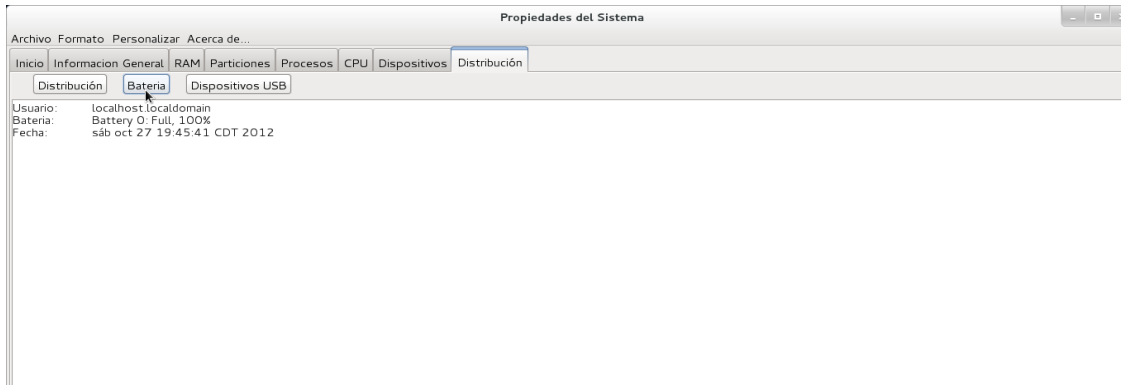 Propiedades del Sistema
Archivo Formato Personalizar Acerca de...
Inicio Informacion General RAM Particiones Procesos CPU Dispositivos Distribución
Distribución Bateria Dispositivos USB
Usuario: localhost.localdomain
Bateria: Battery 0: Full, 100%
Fecha: sáb oct 27 19:45:41 CDT 2012